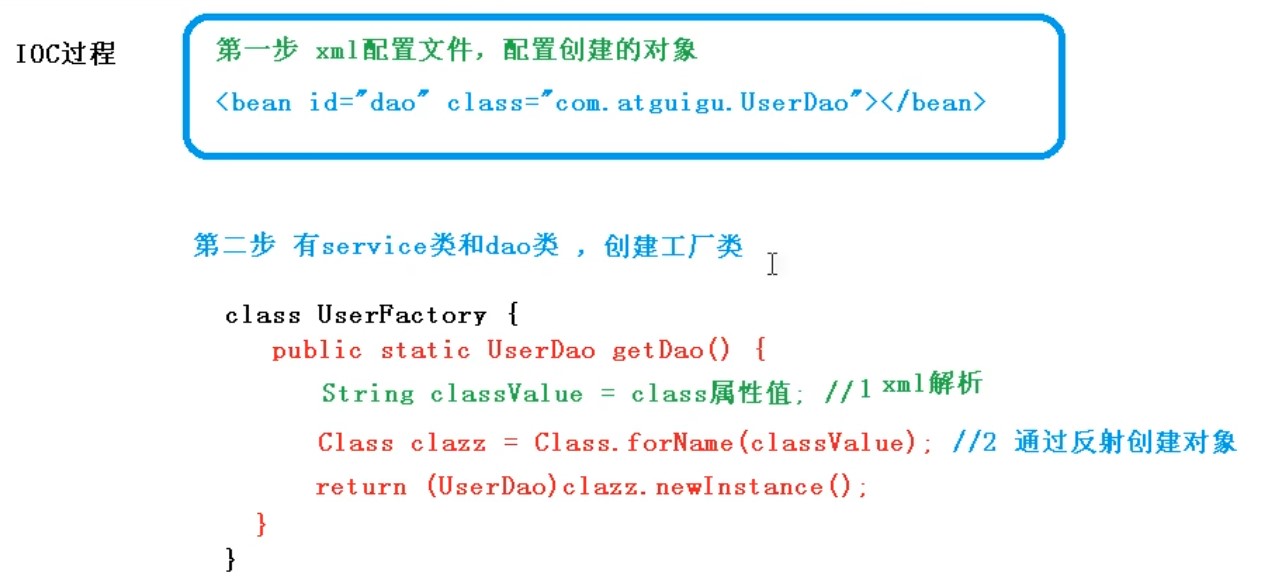 IOC过程
第一步 xml配置文件，配置创建的对象
<bean id="dao" class="com.atguigu.UserDao"></bean>
第二步 有service类和dao类 ，创建工厂类
class UserFactory {
public static UserDao getDao() {
String classValue = class属性值; //1 xml解析
Class clazz = Class.forName(classValue); //2 通过反射创建对象
return (UserDao)clazz.newInstance();
}
}